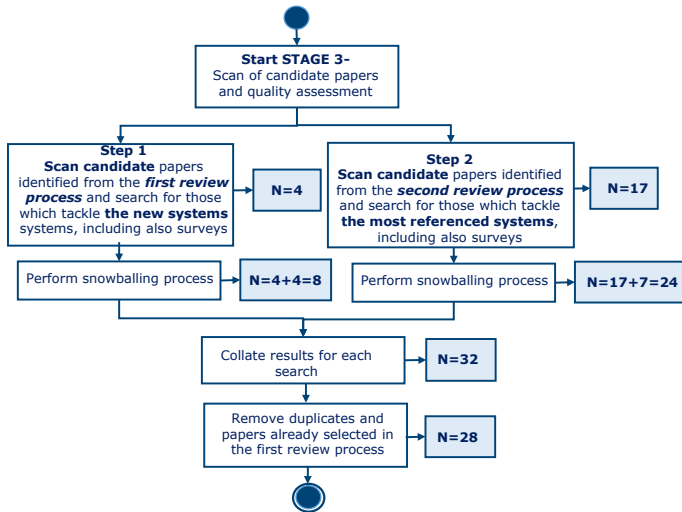 Start STAGE 3-
Scan of candidate papers
and quality assessment
Step 1
Scan candidate papers
identified from the first review
process and search for those
which tackle the new systems
systems, including also surveys
N=4
Step 2
Scan candidate papers identified
from the second review process
and search for those which tackle
the most referenced systems,
including also surveys
N=17
Perform snowballing process
N=4+4=8
Perform snowballing process
N=17+7=24
Collate results for each
search
N=32
Remove duplicates and
papers already selected in
the first review process
N=28